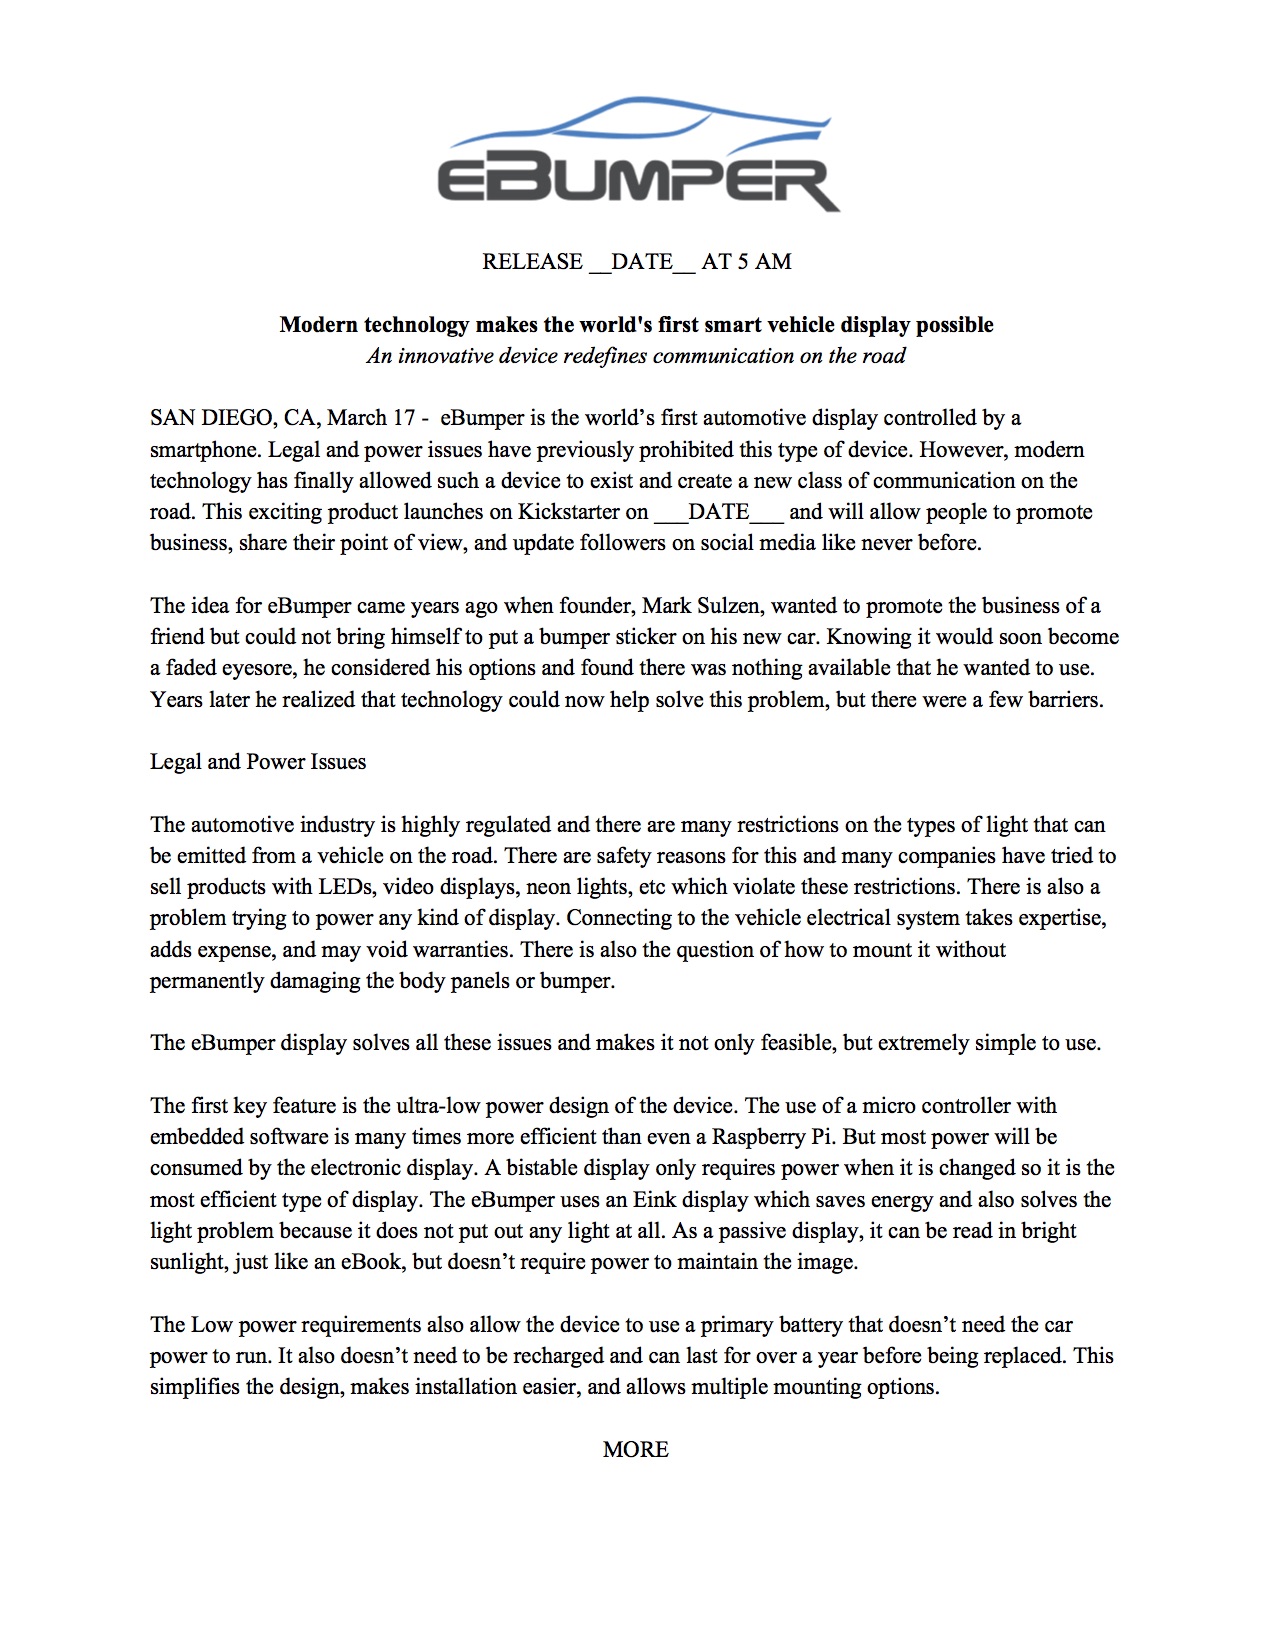 eBUMPER
RELEASE __DATE__ AT 5 AM
Modern technology makes the world's first smart vehicle display possible
An innovative device redefines communication on the road
SAN DIEGO, CA, March 17 -  eBumper is the world’s first automotive display controlled by a
smartphone. Legal and power issues have previously prohibited this type of device. However, modern
technology has finally allowed such a device to exist and create a new class of communication on the
road. This exciting product launches on Kickstarter on ___DATE___ and will allow people to promote
business, share their point of view, and update followers on social media like never before.
The idea for eBumper came years ago when founder, Mark Sulzen, wanted to promote the business of a
friend but could not bring himself to put a bumper sticker on his new car. Knowing it would soon become
a faded eyesore, he considered his options and found there was nothing available that he wanted to use.
Years later he realized that technology could now help solve this problem, but there were a few barriers.
Legal and Power Issues
The automotive industry is highly regulated and there are many restrictions on the types of light that can
be emitted from a vehicle on the road. There are safety reasons for this and many companies have tried to
sell products with LEDs, video displays, neon lights, etc which violate these restrictions. There is also a
problem trying to power any kind of display. Connecting to the vehicle electrical system takes expertise,
adds expense, and may void warranties. There is also the question of how to mount it without
permanently damaging the body panels or bumper.
The eBumper display solves all these issues and makes it not only feasible, but extremely simple to use.
The first key feature is the ultra-low power design of the device. The use of a micro controller with
embedded software is many times more efficient than even a Raspberry Pi. But most power will be
consumed by the electronic display. A bistable display only requires power when it is changed so it is the
most efficient type of display. The eBumper uses an Eink display which saves energy and also solves the
light problem because it does not put out any light at all. As a passive display, it can be read in bright
sunlight, just like an eBook, but doesn’t require power to maintain the image.
The Low power requirements also allow the device to use a primary battery that doesn’t need the car
power to run. It also doesn’t need to be recharged and can last for over a year before being replaced. This
simplifies the design, makes installation easier, and allows multiple mounting options.
MORE